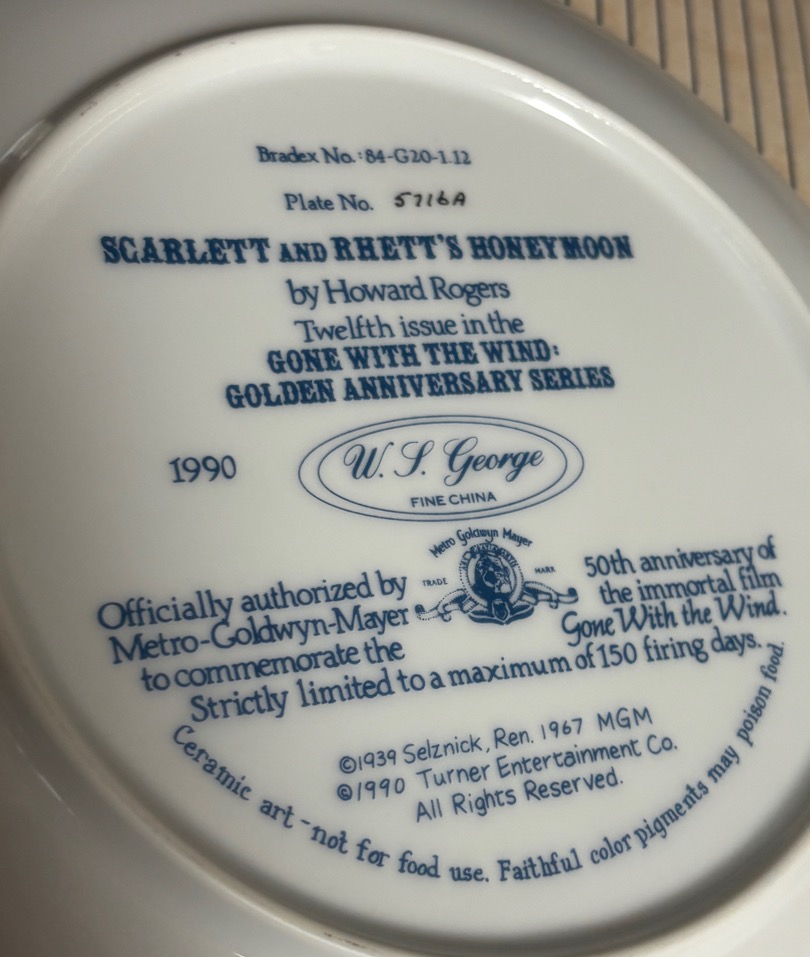 Bradex No.: 84-G20-1.12
Plate No. 5716A
SCARLETT AND RHETT'S HONEYMOON
by Howard Rogers
Twelfth issue in the
GONE WITH THE WIND:
GOLDEN ANNIVERSARY SERIES
1990
W. S. George
FINE CHINA
Metro Goldwyn Mayer
TRADE MARK
Officially authorized by
Metro-Goldwyn-Mayer
to commemorate the
50th anniversary of
the immortal film
Gone With the Wind.
Strictly limited to a maximum of 150 firing days.
©1939 Selznick, Ren. 1967 MGM
©1990 Turner Entertainment Co.
All Rights Reserved.
Ceramic art - not for food use. Faithful color pigments may poison food.